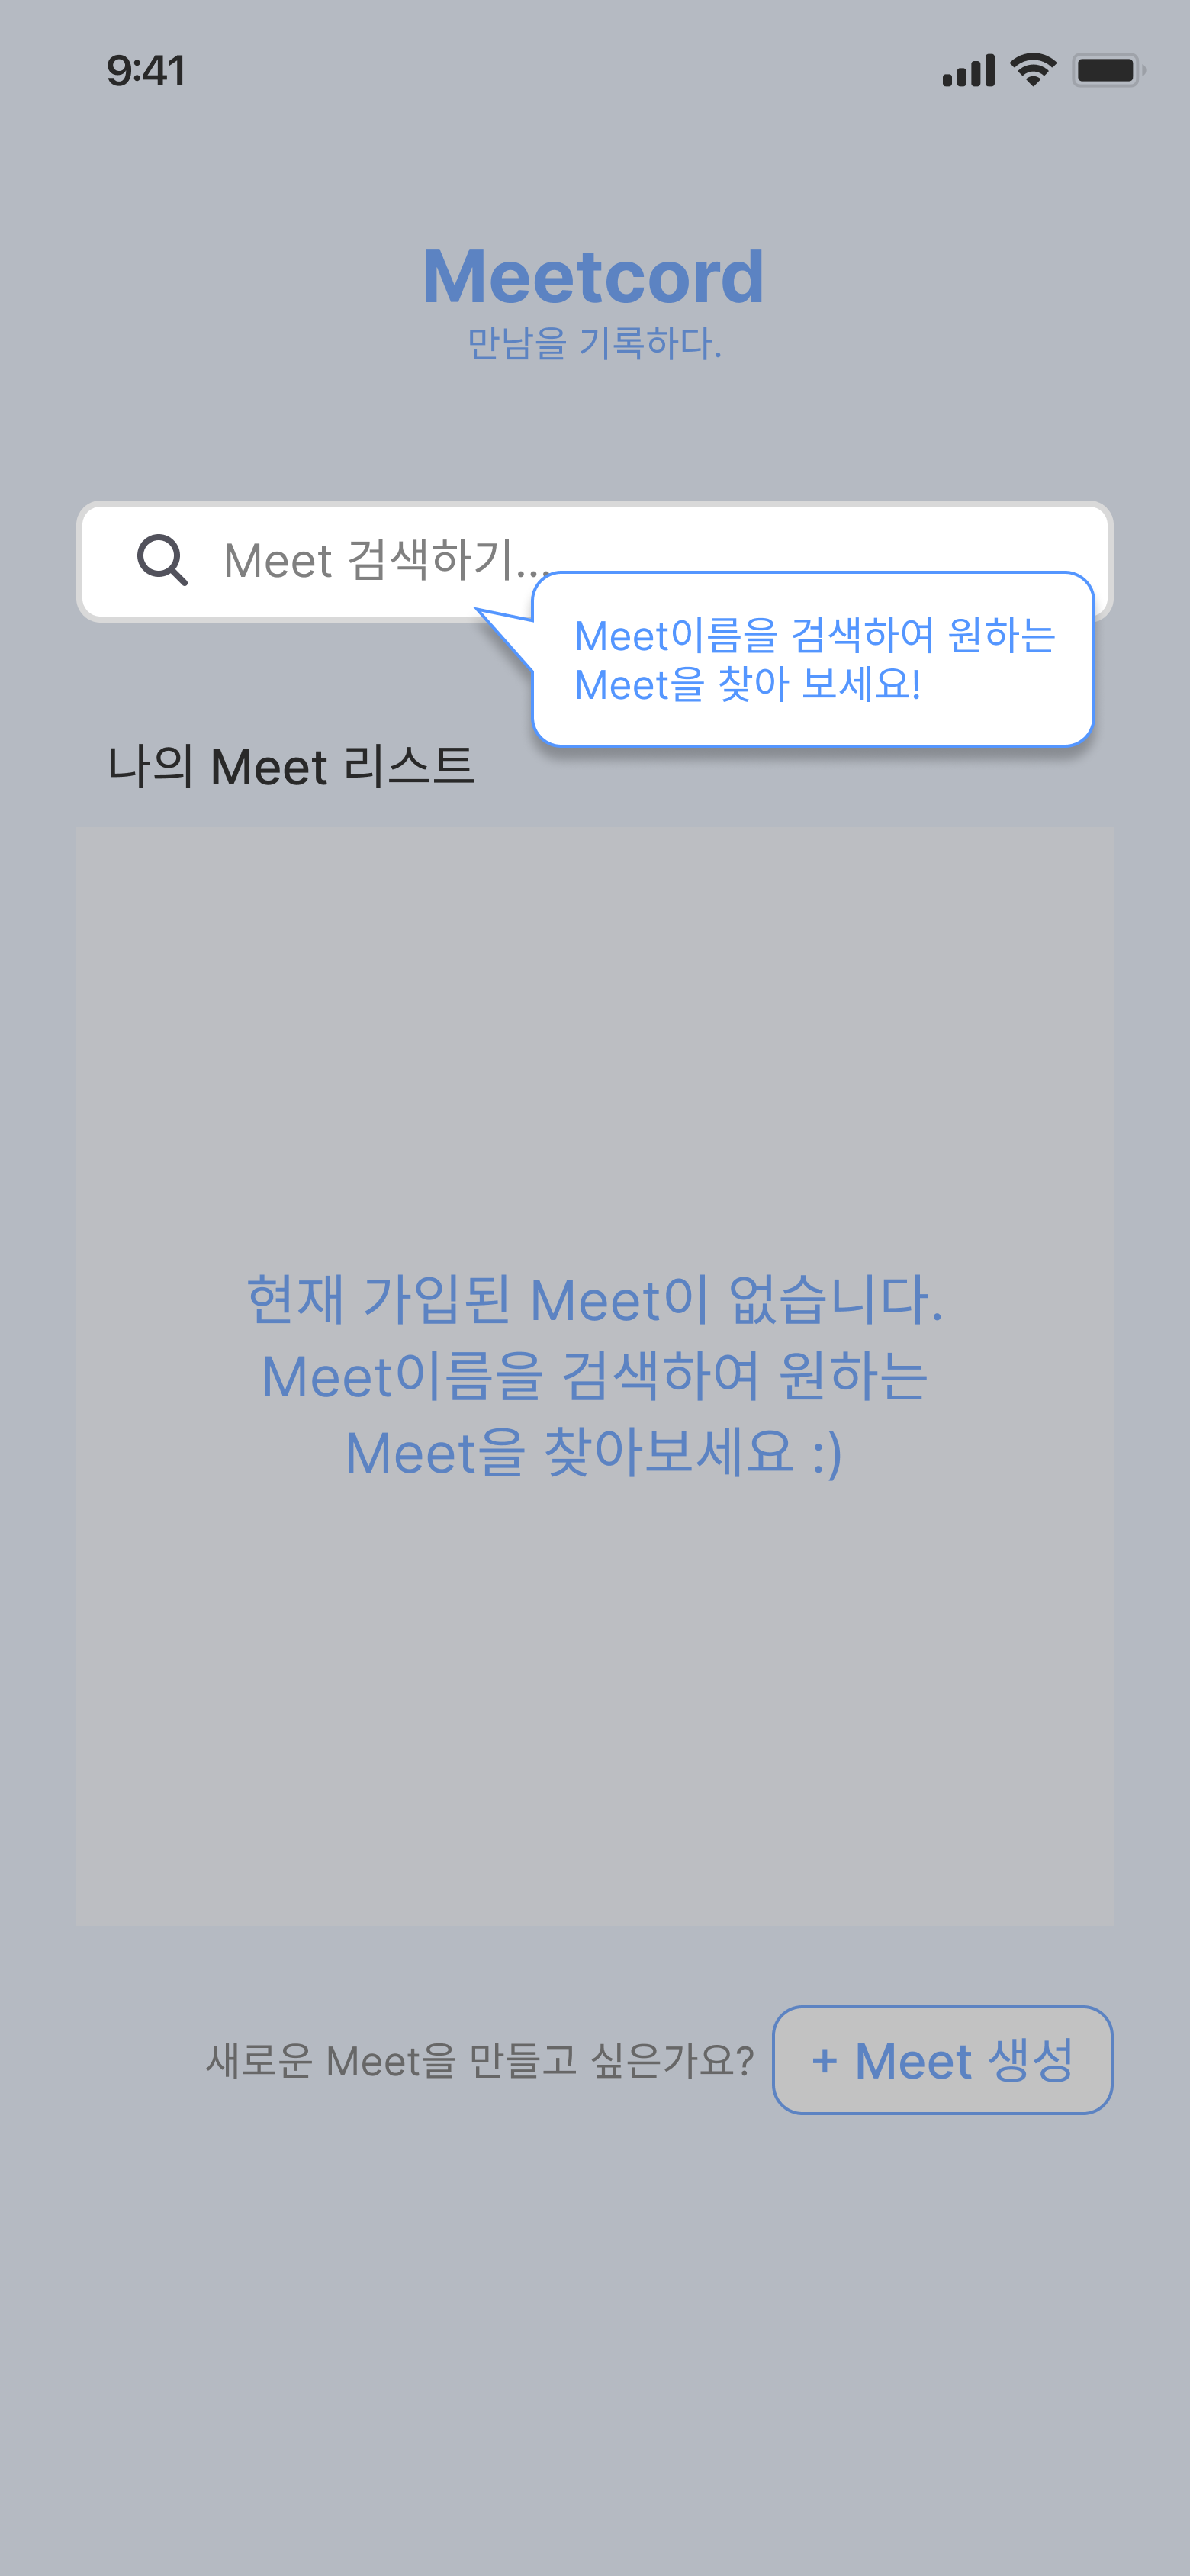 9:41
Meetcord
만남을 기록하다.
Meet 검색하기...
Meet이름을 검색하여 원하는
Meet을 찾아 보세요!
나의 Meet 리스트
현재 가입된 Meet이 없습니다.
Meet이름을 검색하여 원하는
Meet을 찾아보세요 :)
새로운 Meet을 만들고 싶은가요?
+ Meet 생성